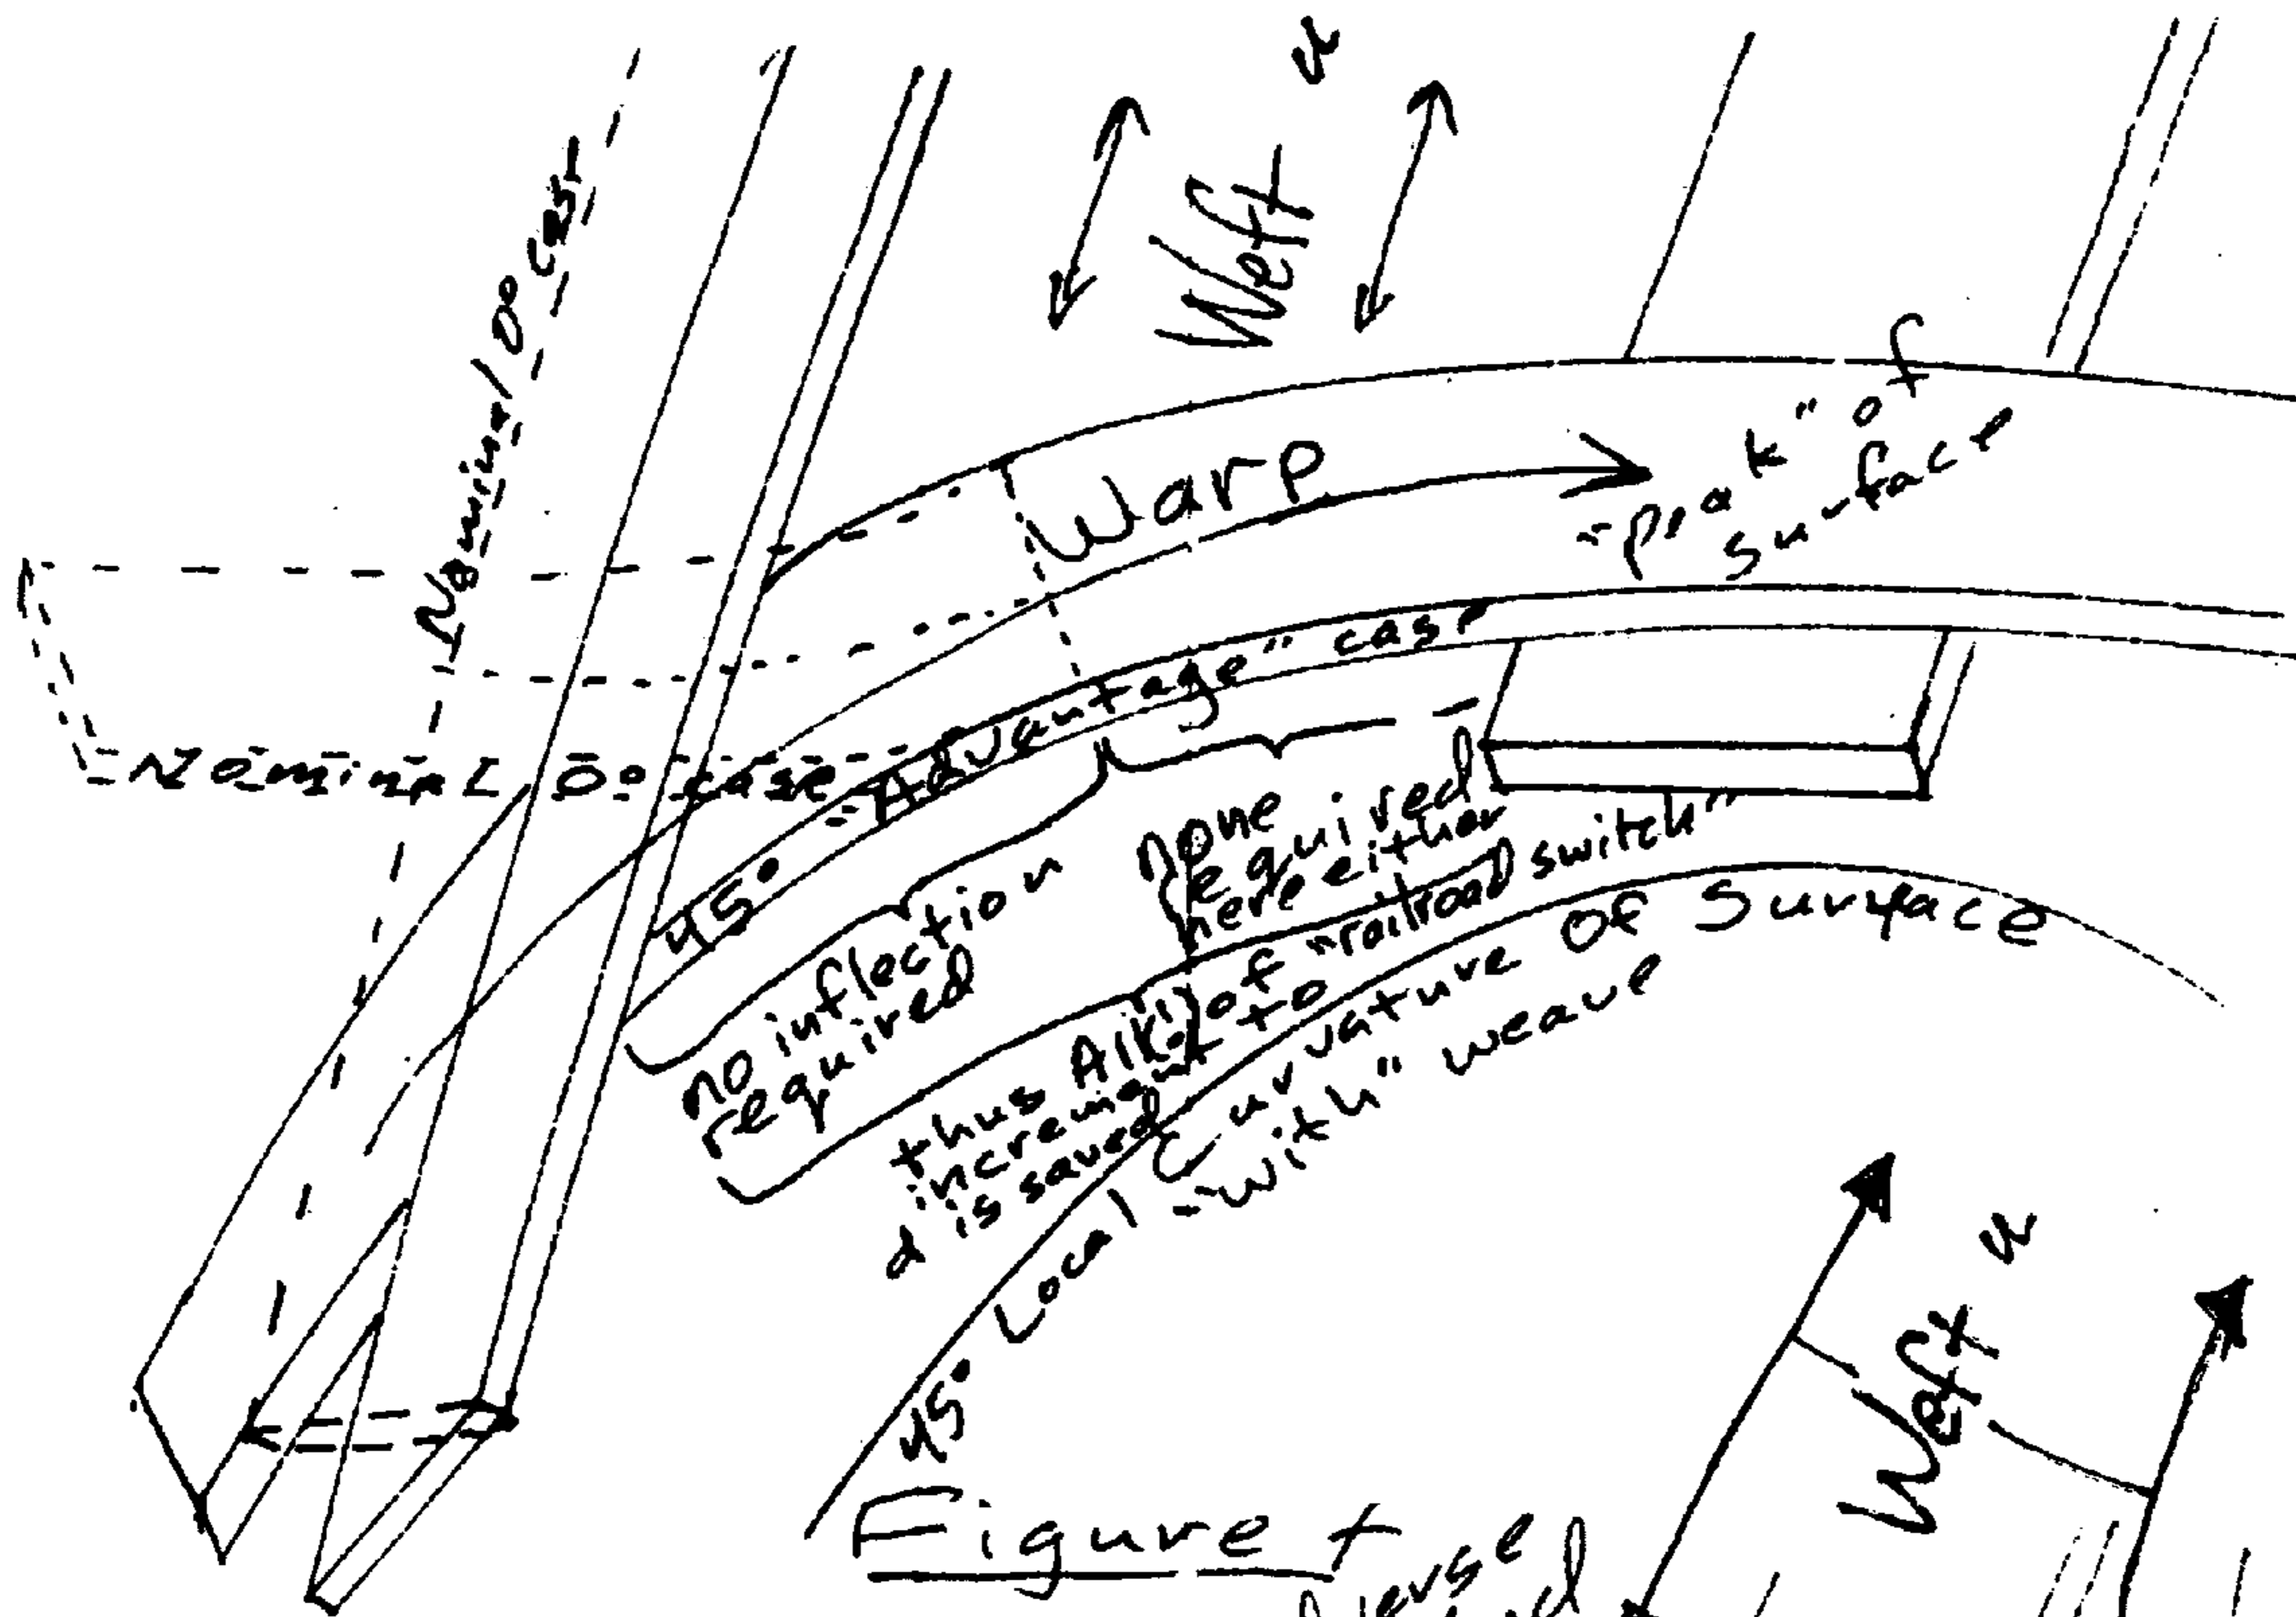 Weft α
Nominal 0° case
Warp
"Peak" of
surface
Nominal 0° case
45° "Advantage" case
no inflection
required
none
required
here either
thus A(K) of "railroad switch"
α increment to
is saved
45° Local Curvature of Surface
"with" weave
Weft α
Figure t